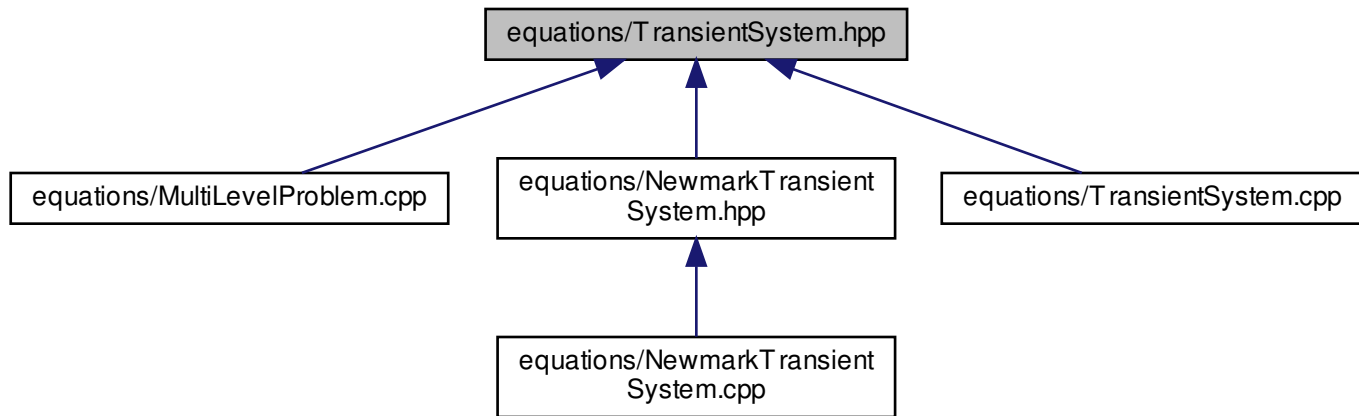 equations/TransientSystem.hpp
equations/MultiLevelProblem.cpp
equations/NewmarkTransient
System.hpp
equations/TransientSystem.cpp
equations/NewmarkTransient
System.cpp